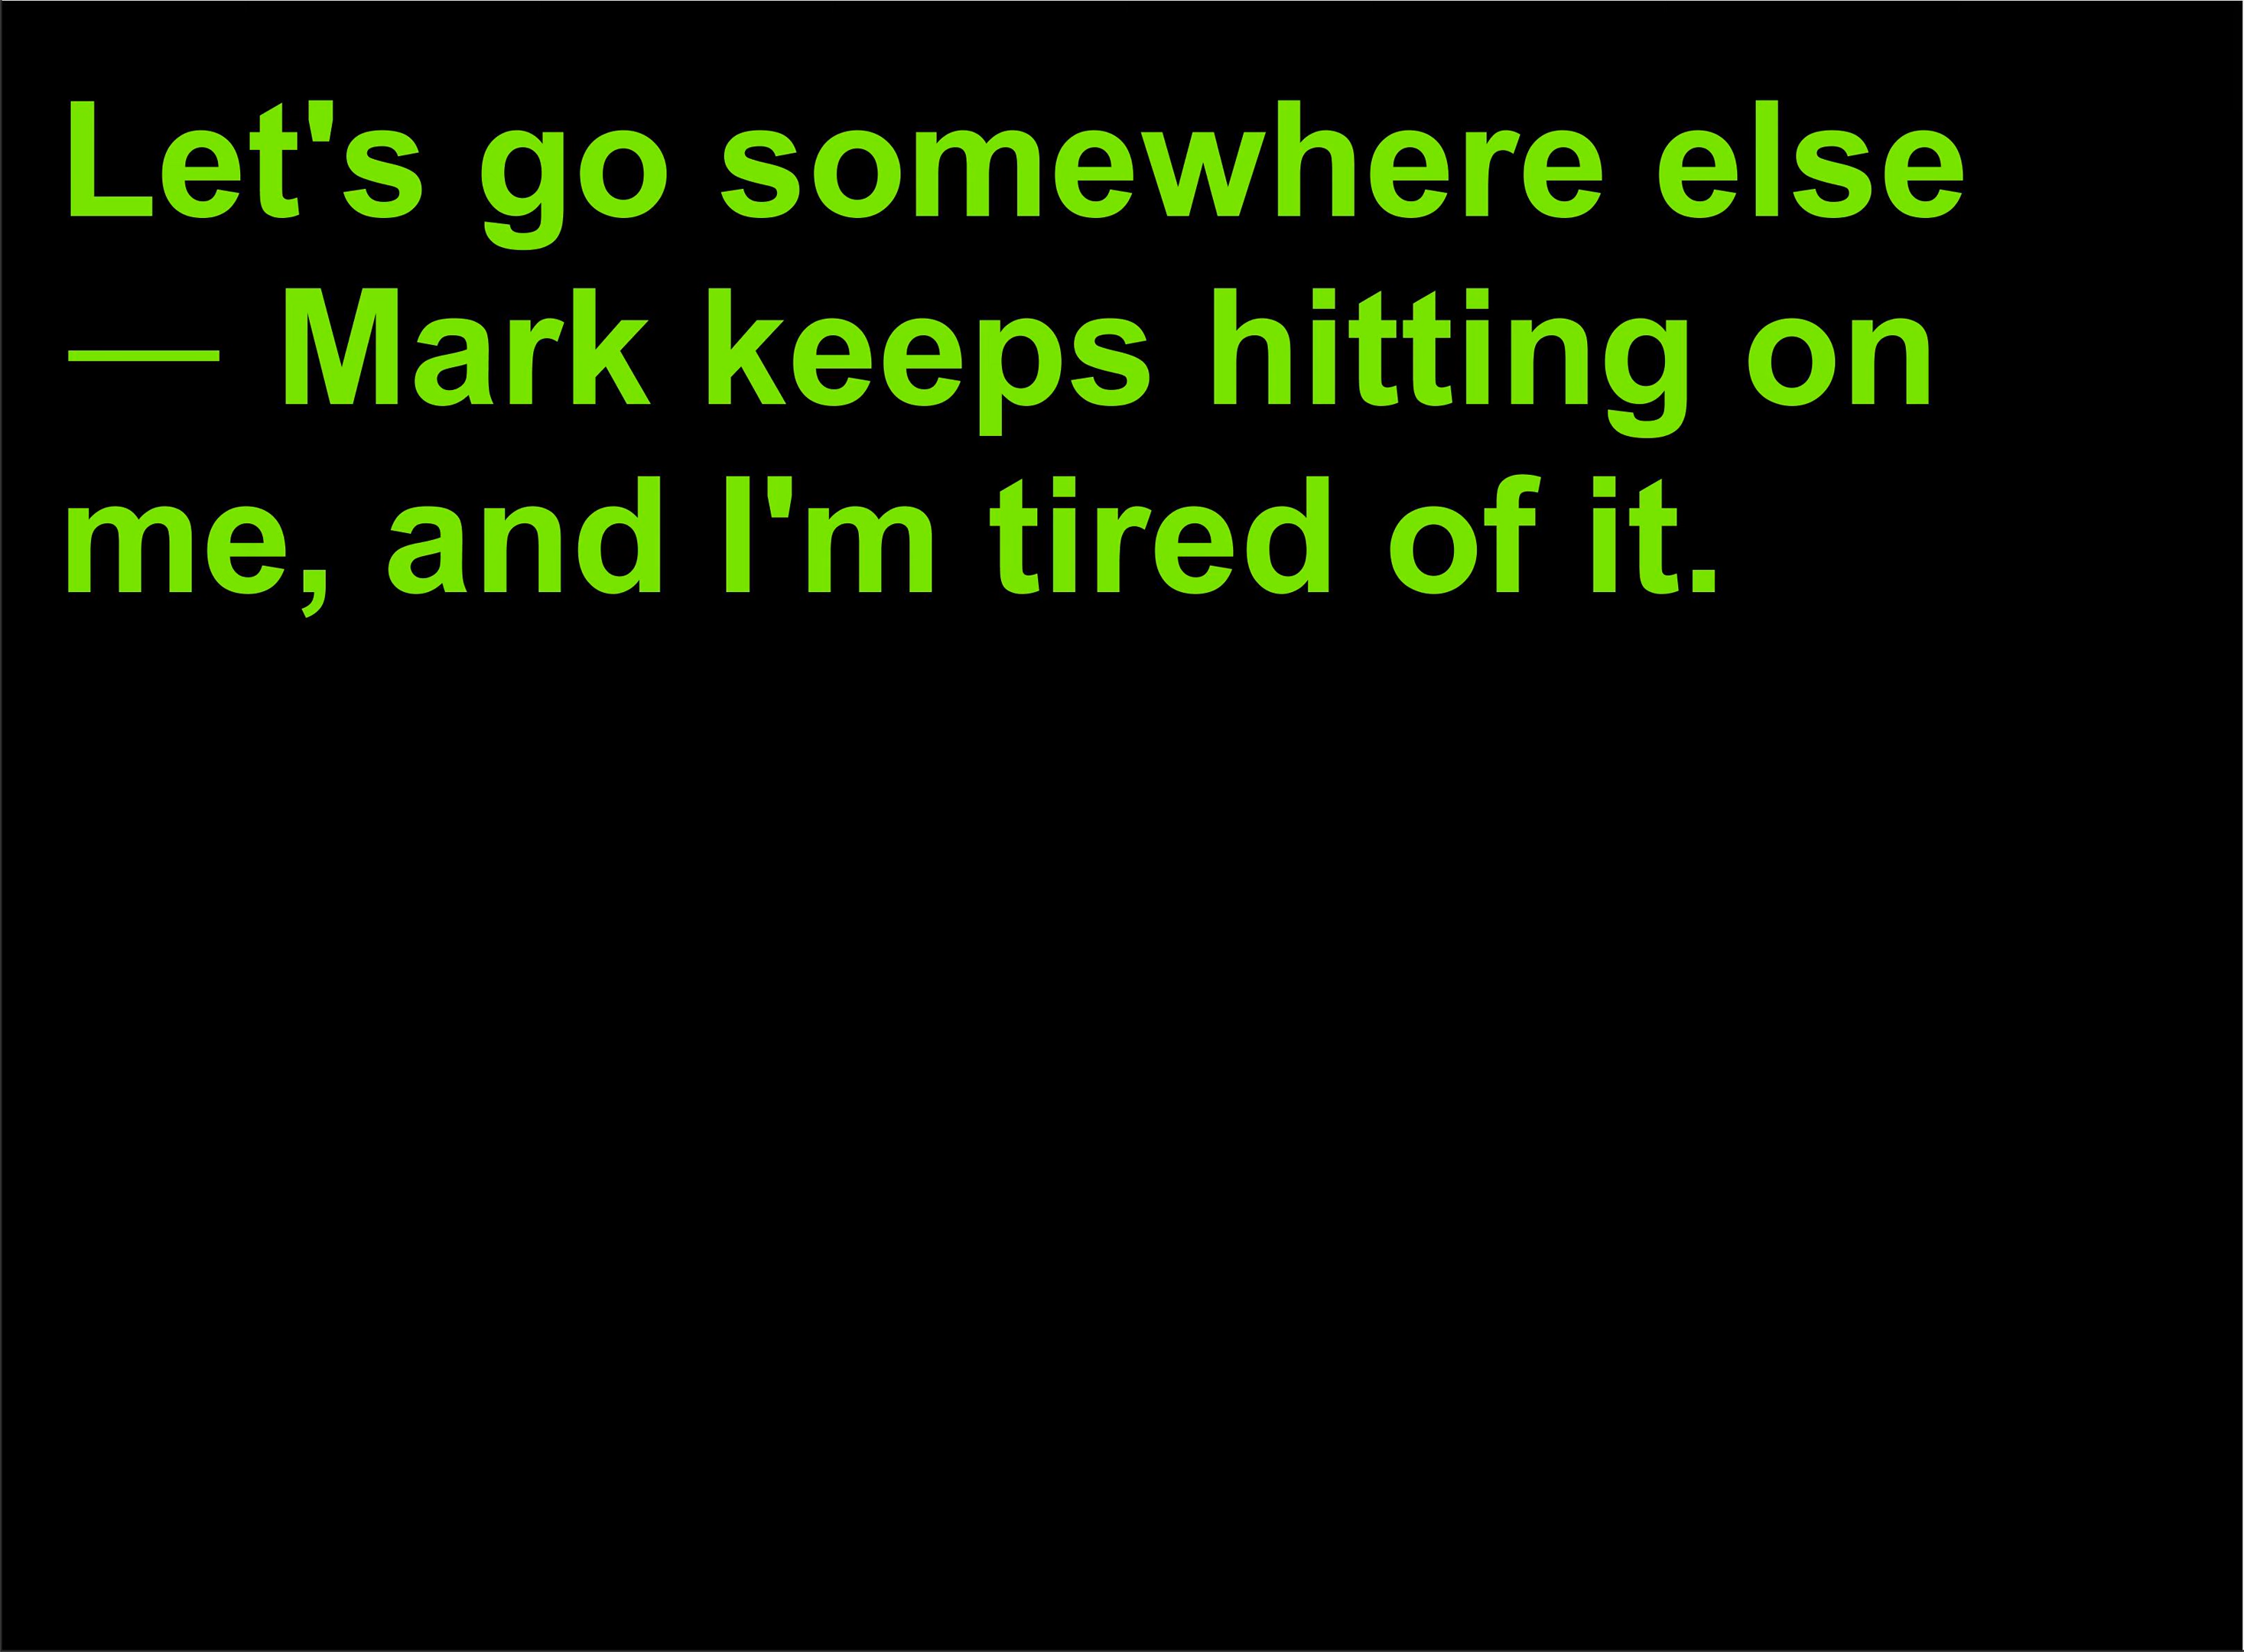 Let's go somewhere else
— Mark keeps hitting on
me, and I'm tired of it.